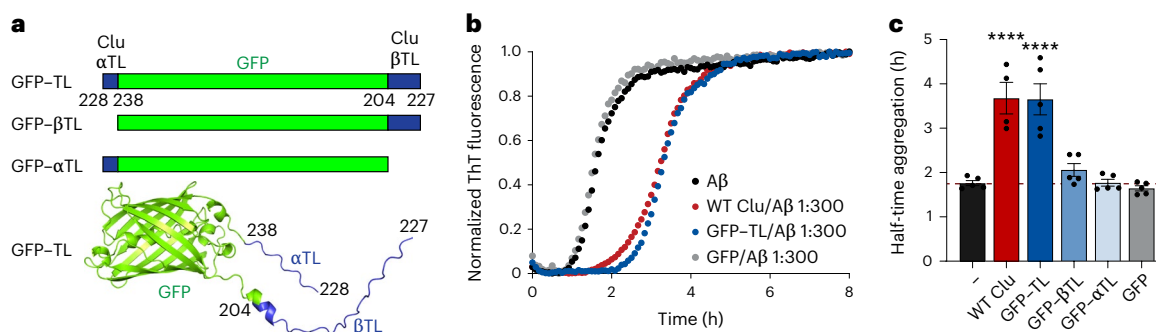 a
Clu
αTL
GFP
Clu
βTL
GFP–TL
228 238
204 227
GFP–βTL
GFP–αTL
GFP–TL
238
αTL
228
227
GFP
204
βTL
b
Normalized ThT fluorescence
1.0
0.8
0.6
0.4
0.2
0
0 2 4 6 8
Time (h)
Aβ
WT Clu/Aβ 1:300
GFP–TL/Aβ 1:300
GFP/Aβ 1:300
c
Half-time aggregation (h)
5
4
3
2
1
0
****
****
–
WT Clu
GFP–TL
GFP–βTL
GFP–αTL
GFP